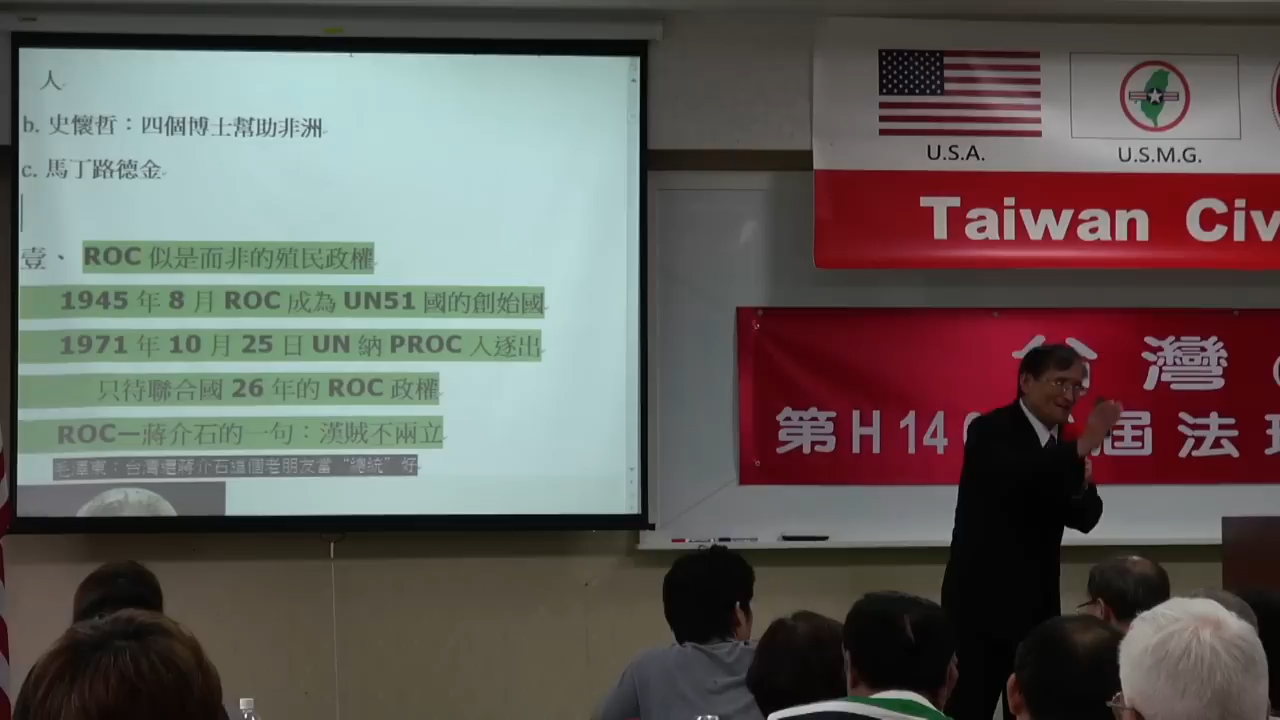 人
b. 史懷哲：四個博士幫助非洲
c. 馬丁路德金
壹、 ROC 似是而非的殖民政權
1945 年 8 月 ROC 成為 UN51 國的創始國
1971 年 10 月 25 日 UN 納 PROC 人逐出
只待聯合國 26 年的 ROC 政權
ROC—蔣介石的一句：漢賊不兩立
毛澤東：台灣還蔣介石這個老朋友當“總統”好
U.S.A.
U.S.M.G.
Taiwan Civ
台灣
第H14 屆法理